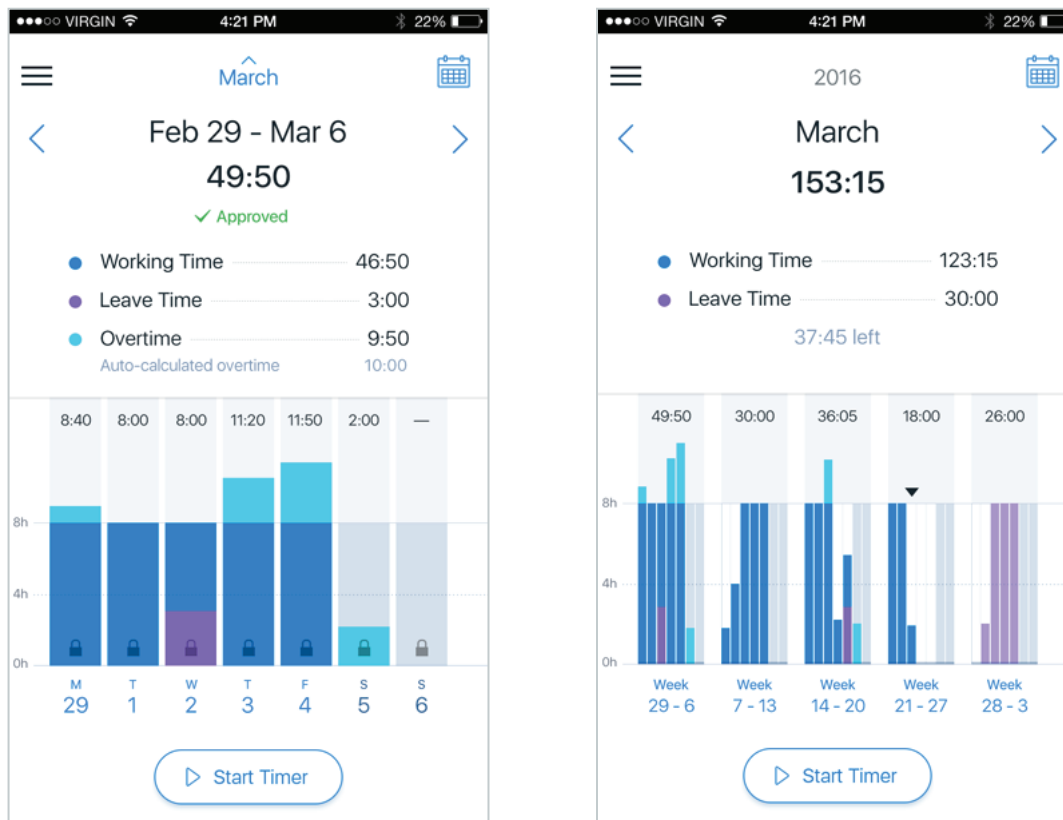 VIRGIN 4:21 PM 22%
March
Feb 29 - Mar 6
49:50
Approved
Working Time 46:50
Leave Time 3:00
Overtime 9:50
Auto-calculated overtime 10:00
8:40 8:00 8:00 11:20 11:50 2:00 —
8h
4h
0h
M T W T F S S
29 1 2 3 4 5 6
Start Timer
VIRGIN 4:21 PM 22%
2016
March
153:15
Working Time 123:15
Leave Time 30:00
37:45 left
49:50 30:00 36:05 18:00 26:00
8h
4h
0h
Week Week Week Week Week
29 - 6 7 - 13 14 - 20 21 - 27 28 - 3
Start Timer